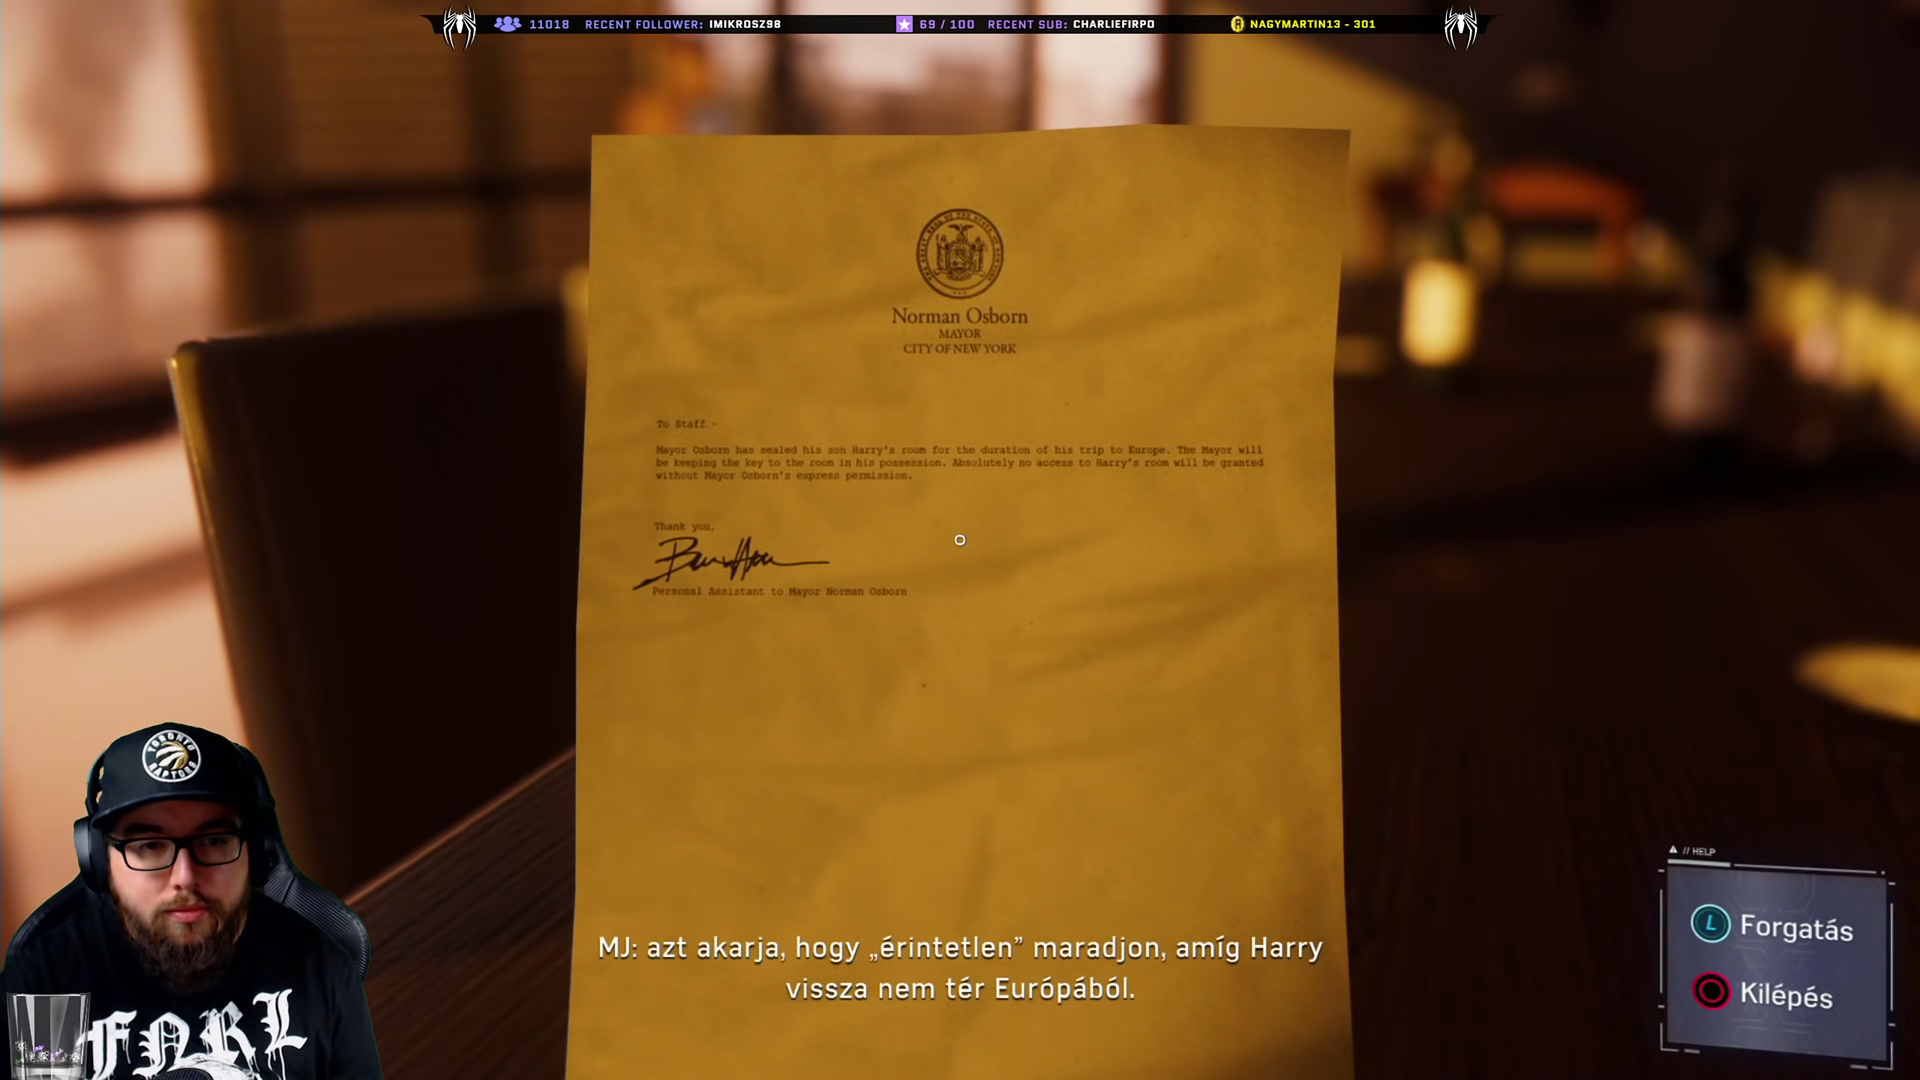 11018 RECENT FOLLOWER: IMIKROSZ98 69 / 100 RECENT SUB: CHARLIEFIRPO NAGYMARTIN13 - 301
Norman Osborn
MAYOR
CITY OF NEW YORK
To Staff -
Mayor Osborn has sealed his son Harry's room for the duration of his trip to Europe. The Mayor will
be keeping the key to the room in his possession. Absolutely no access to Harry's room will be granted
without Mayor Osborn's express permission.
Thank you,
Personal Assistant to Mayor Norman Osborn
TORONTO
RAPTORS
FNRL
// HELP
L Forgatás
Kilépés
MJ: azt akarja, hogy „érintetlen” maradjon, amíg Harry
vissza nem tér Európából.